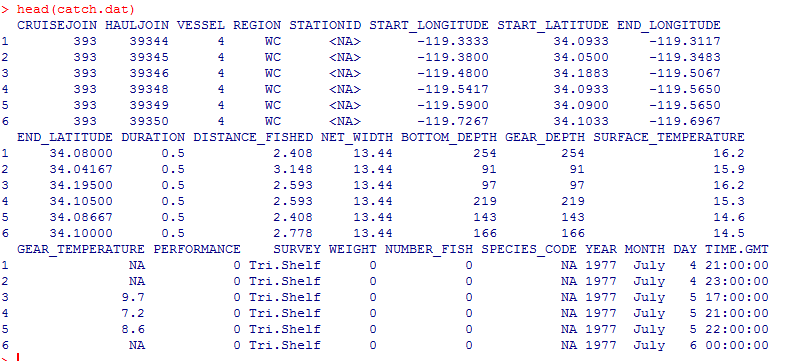 > head(catch.dat)
  CRUISEJOIN HAULJOIN VESSEL REGION STATIONID START_LONGITUDE START_LATITUDE END_LONGITUDE
1        393    39344      4     WC      <NA>       -119.3333        34.0933     -119.3117
2        393    39345      4     WC      <NA>       -119.3800        34.0500     -119.3483
3        393    39346      4     WC      <NA>       -119.4800        34.1883     -119.5067
4        393    39348      4     WC      <NA>       -119.5417        34.0933     -119.5650
5        393    39349      4     WC      <NA>       -119.5900        34.0900     -119.5650
6        393    39350      4     WC      <NA>       -119.7267        34.1033     -119.6967
  END_LATITUDE DURATION DISTANCE_FISHED NET_WIDTH BOTTOM_DEPTH GEAR_DEPTH SURFACE_TEMPERATURE
1     34.08000      0.5           2.408     13.44          254        254                16.2
2     34.04167      0.5           3.148     13.44           91         91                15.9
3     34.19500      0.5           2.593     13.44           97         97                16.2
4     34.10500      0.5           2.593     13.44          219        219                15.3
5     34.08667      0.5           2.408     13.44          143        143                14.6
6     34.10000      0.5           2.778     13.44          166        166                14.5
  GEAR_TEMPERATURE PERFORMANCE    SURVEY WEIGHT NUMBER_FISH SPECIES_CODE YEAR MONTH DAY TIME.GMT
1               NA           0 Tri.Shelf      0           0           NA 1977  July   4 21:00:00
2               NA           0 Tri.Shelf      0           0           NA 1977  July   4 23:00:00
3              9.7           0 Tri.Shelf      0           0           NA 1977  July   5 17:00:00
4              7.2           0 Tri.Shelf      0           0           NA 1977  July   5 21:00:00
5              8.6           0 Tri.Shelf      0           0           NA 1977  July   5 22:00:00
6               NA           0 Tri.Shelf      0           0           NA 1977  July   6 00:00:00
>